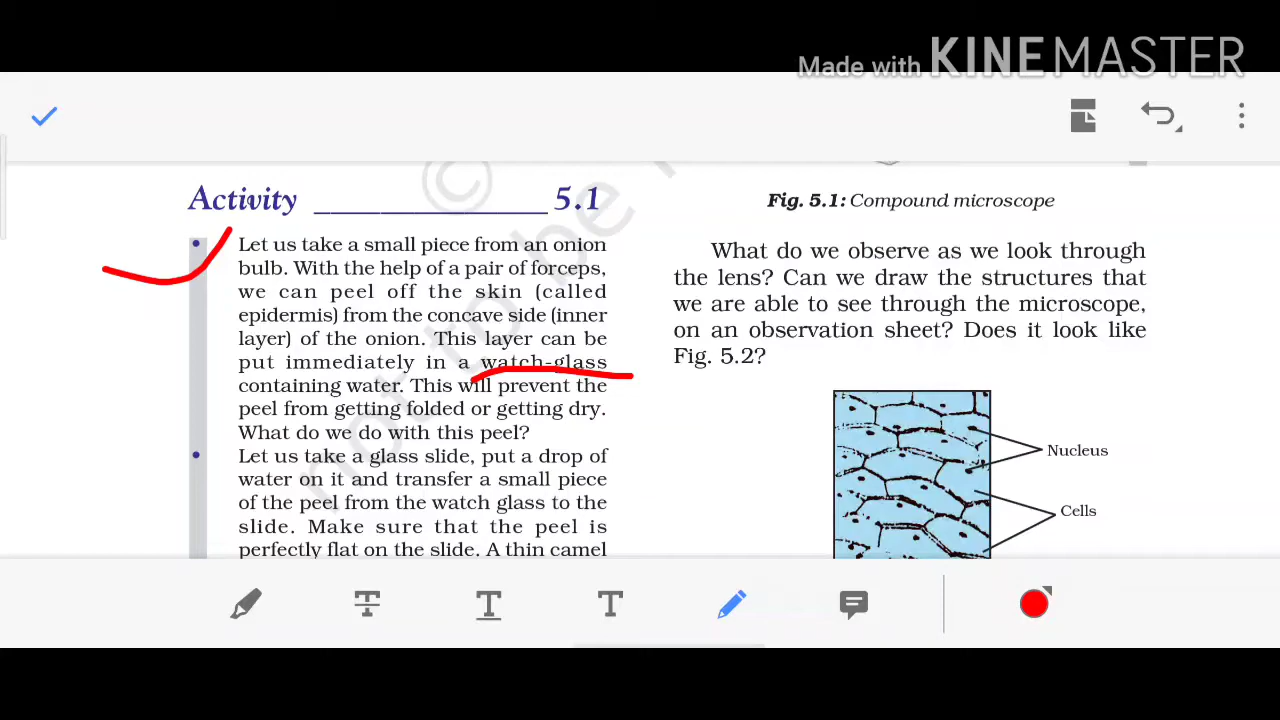 Made with KINEMASTER
Activity 5.1
• Let us take a small piece from an onion
bulb. With the help of a pair of forceps,
we can peel off the skin (called
epidermis) from the concave side (inner
layer) of the onion. This layer can be
put immediately in a watch-glass
containing water. This will prevent the
peel from getting folded or getting dry.
What do we do with this peel?
• Let us take a glass slide, put a drop of
water on it and transfer a small piece
of the peel from the watch glass to the
slide. Make sure that the peel is
perfectly flat on the slide. A thin camel
Fig. 5.1: Compound microscope
What do we observe as we look through
the lens? Can we draw the structures that
we are able to see through the microscope,
on an observation sheet? Does it look like
Fig. 5.2?
Nucleus
Cells
©
not to be
T
T
T